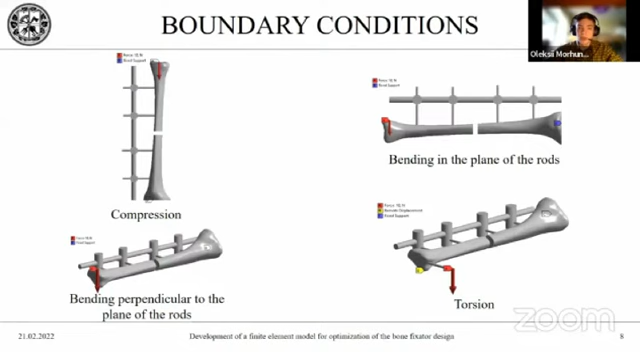 BOUNDARY CONDITIONS
Oleksii Morhun...
Compression
Bending in the plane of the rods
Bending perpendicular to the
plane of the rods
Torsion
zoom
21.02.2022
Development of a finite element model for optimization of the bone fixator design
8